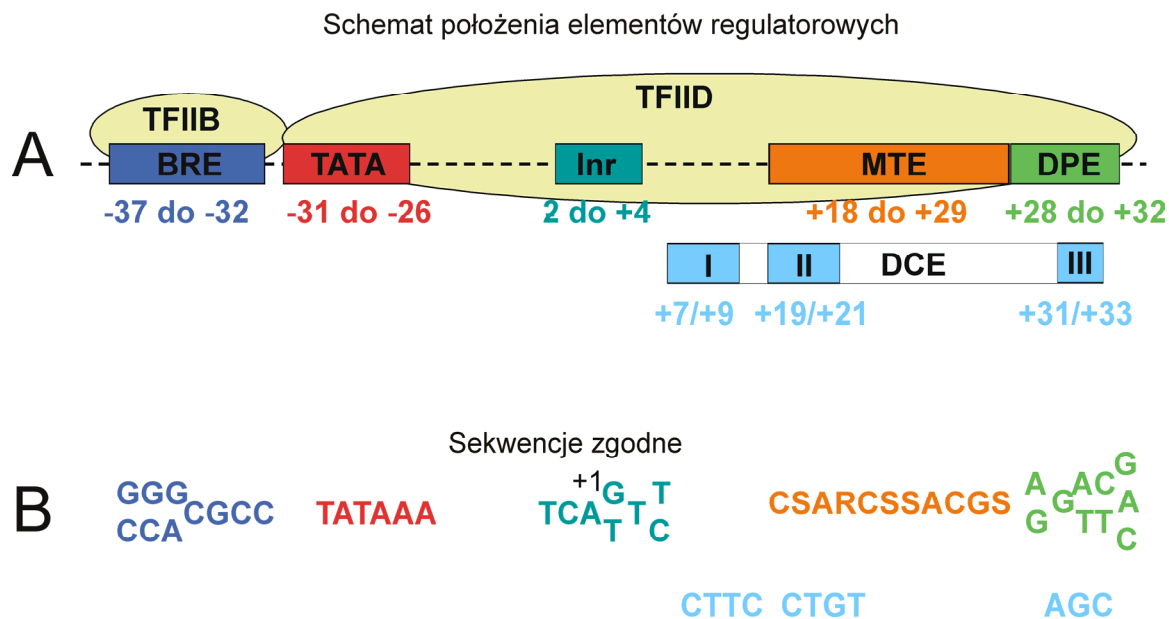 Schemat położenia elementów regulatorowych
A
TFIIB
TFIID
BRE
TATA
Inr
MTE
DPE
-37 do -32
-31 do -26
-2 do +4
+18 do +29
+28 do +32
I
II
DCE
III
+7/+9
+19/+21
+31/+33
B
Sekwencje zgodne
GGG
CCA
CGCC
TATAAA
+1
TCA
G
T
T
T
C
CSARCSSACGS
A
G
G
AC
TT
G
A
C
CTTC
CTGT
AGC